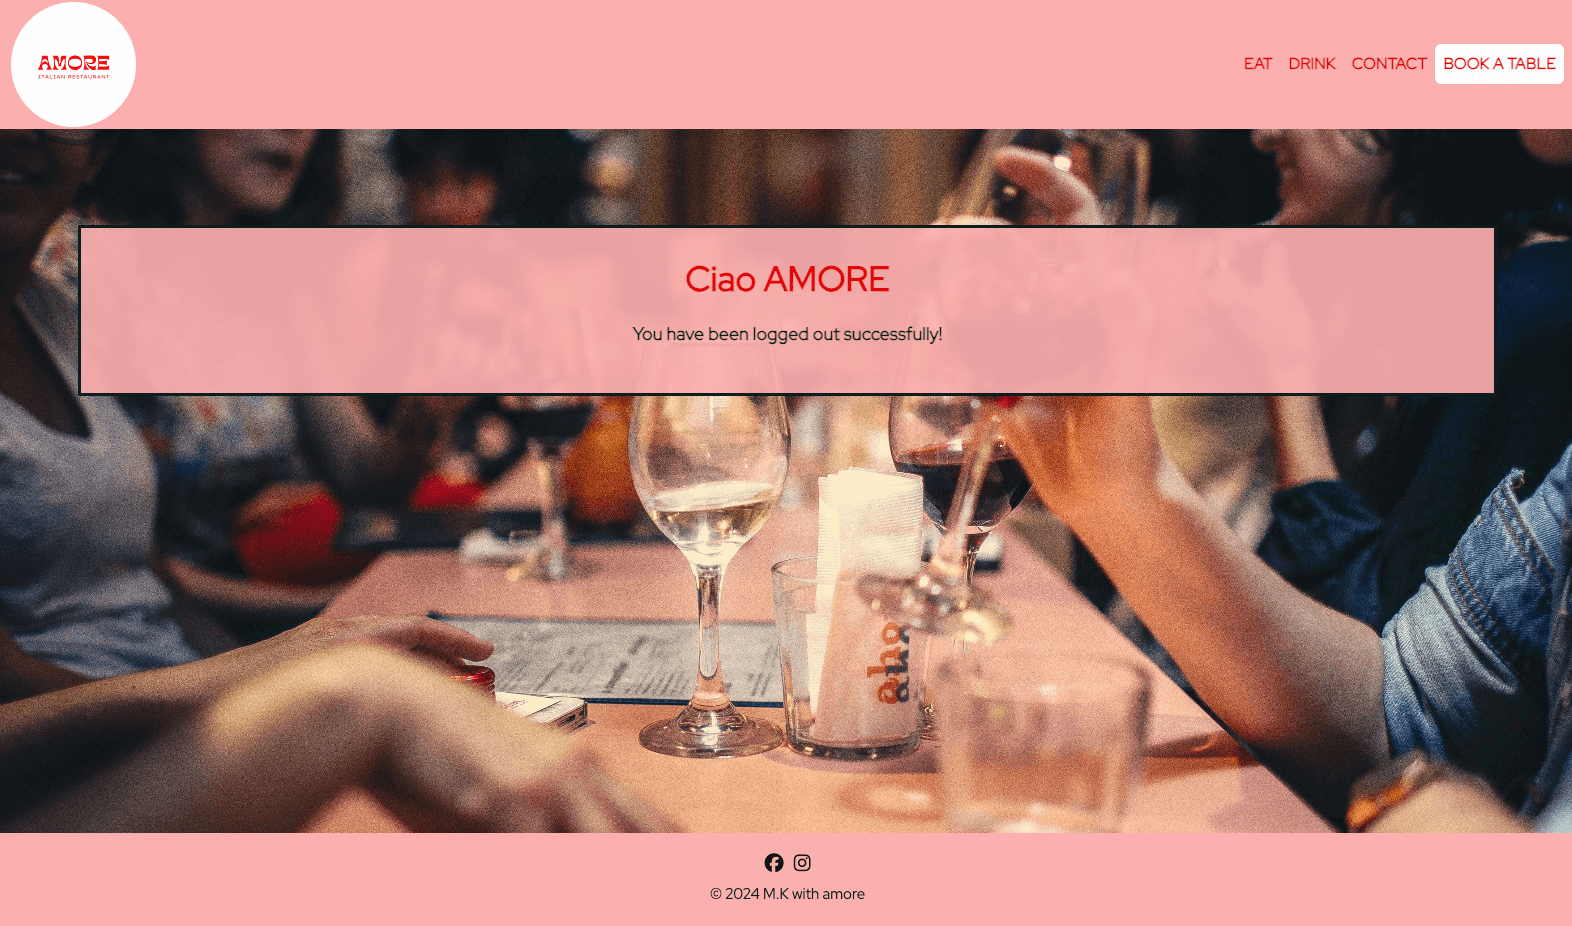 AMORE
ITALIAN RESTAURANT
EAT DRINK CONTACT BOOK A TABLE
Ciao AMORE
You have been logged out successfully!
© 2024 M.K with amore